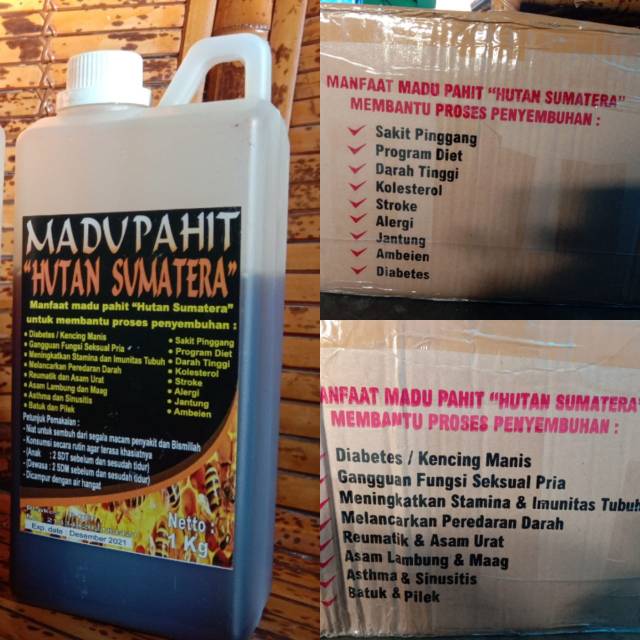 MADU PAHIT
"HUTAN SUMATERA"
Manfaat madu pahit "Hutan Sumatera"
untuk membantu proses penyembuhan :
• Diabetes / Kencing Manis
• Gangguan Fungsi Seksual Pria
• Meningkatkan Stamina dan Imunitas Tubuh
• Melancarkan Peredaran Darah
• Reumatik dan Asam Urat
• Asam Lambung dan Maag
• Asthma dan Sinusitis
• Batuk dan Pilek
• Sakit Pinggang
• Program Diet
• Darah Tinggi
• Kolesterol
• Stroke
• Alergi
• Jantung
• Ambeien
Petunjuk Pemakaian :
- Niat untuk sembuh dari segala macam penyakit dan Bismillah
- Konsumsi secara rutin agar terasa khasiatnya
- (Anak : 2 SDT sebelum dan sesudah tidur)
- (Dewasa : 2 SDM sebelum dan sesudah tidur)
- Dicampur dengan air hangat
Exp. date : Desember 2021
Netto :
1 Kg
MANFAAT MADU PAHIT "HUTAN SUMATERA"
MEMBANTU PROSES PENYEMBUHAN :
Sakit Pinggang
Program Diet
Darah Tinggi
Kolesterol
Stroke
Alergi
Jantung
Ambeien
Diabetes
ANFAAT MADU PAHIT "HUTAN SUMATERA"
MEMBANTU PROSES PENYEMBUHAN :
Diabetes / Kencing Manis
Gangguan Fungsi Seksual Pria
Meningkatkan Stamina & Imunitas Tubuh
Melancarkan Peredaran Darah
Reumatik & Asam Urat
Asam Lambung & Maag
Asthma & Sinusitis
Batuk & Pilek